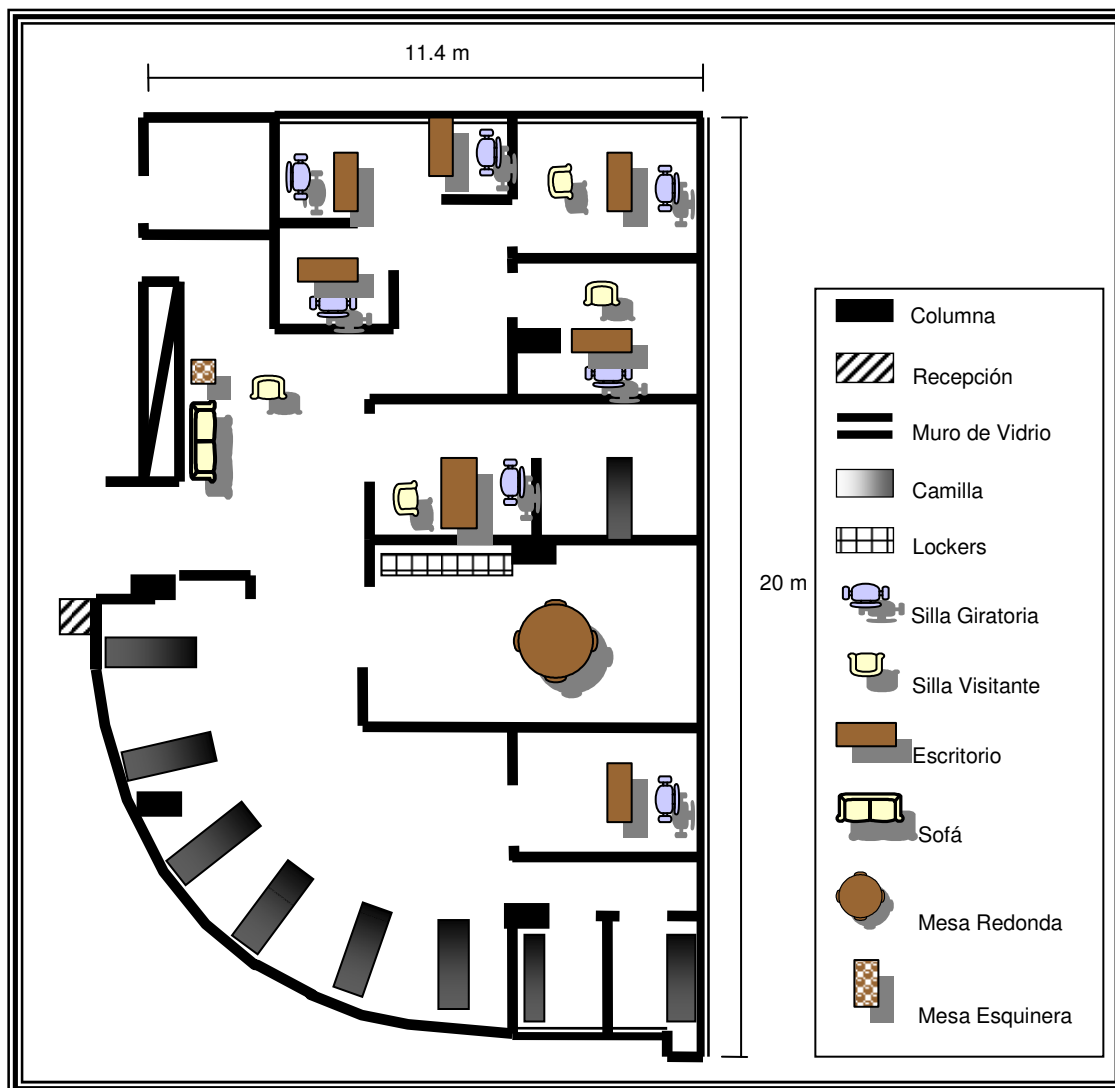 11.4 m
20 m
Columna
Recepción
Muro de Vidrio
Camilla
Lockers
Silla Giratoria
Silla Visitante
Escritorio
Sofá
Mesa Redonda
Mesa Esquinera